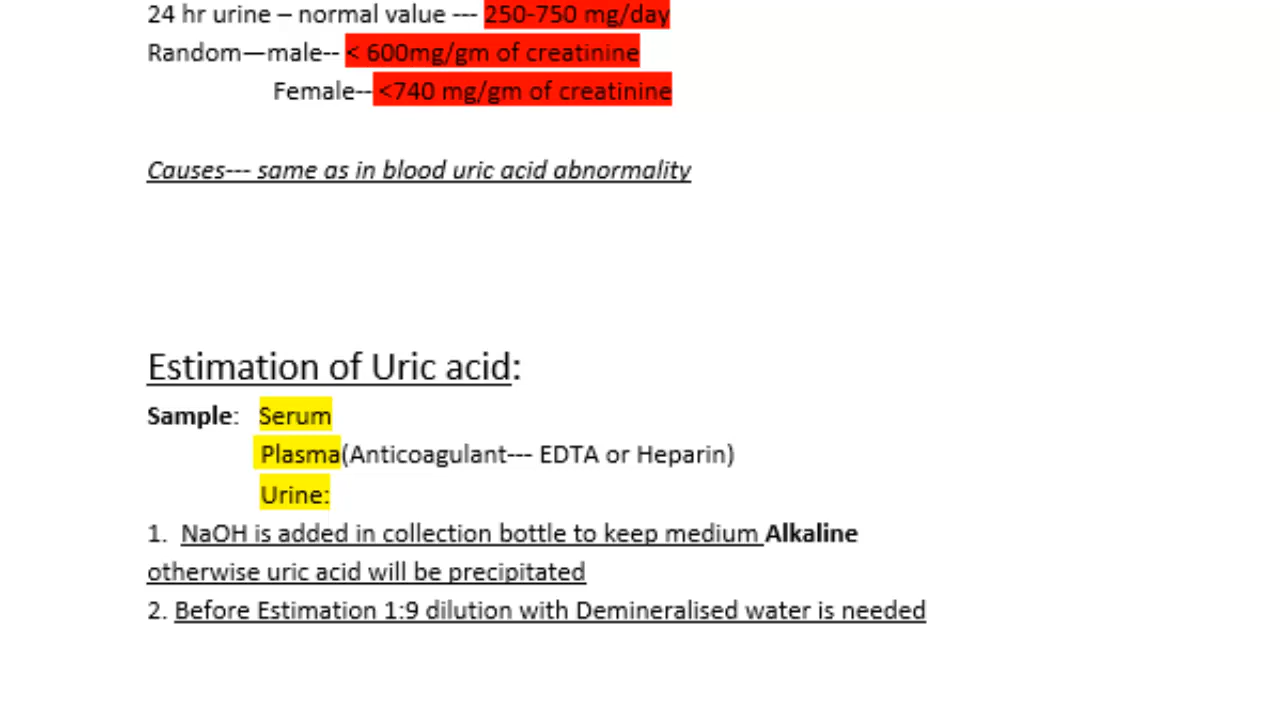 24 hr urine – normal value --- 250-750 mg/day
Random—male-- < 600mg/gm of creatinine
Female-- <740 mg/gm of creatinine
Causes--- same as in blood uric acid abnormality
Estimation of Uric acid:
Sample: Serum
Plasma(Anticoagulant--- EDTA or Heparin)
Urine:
1. NaOH is added in collection bottle to keep medium Alkaline
otherwise uric acid will be precipitated
2. Before Estimation 1:9 dilution with Demineralised water is needed